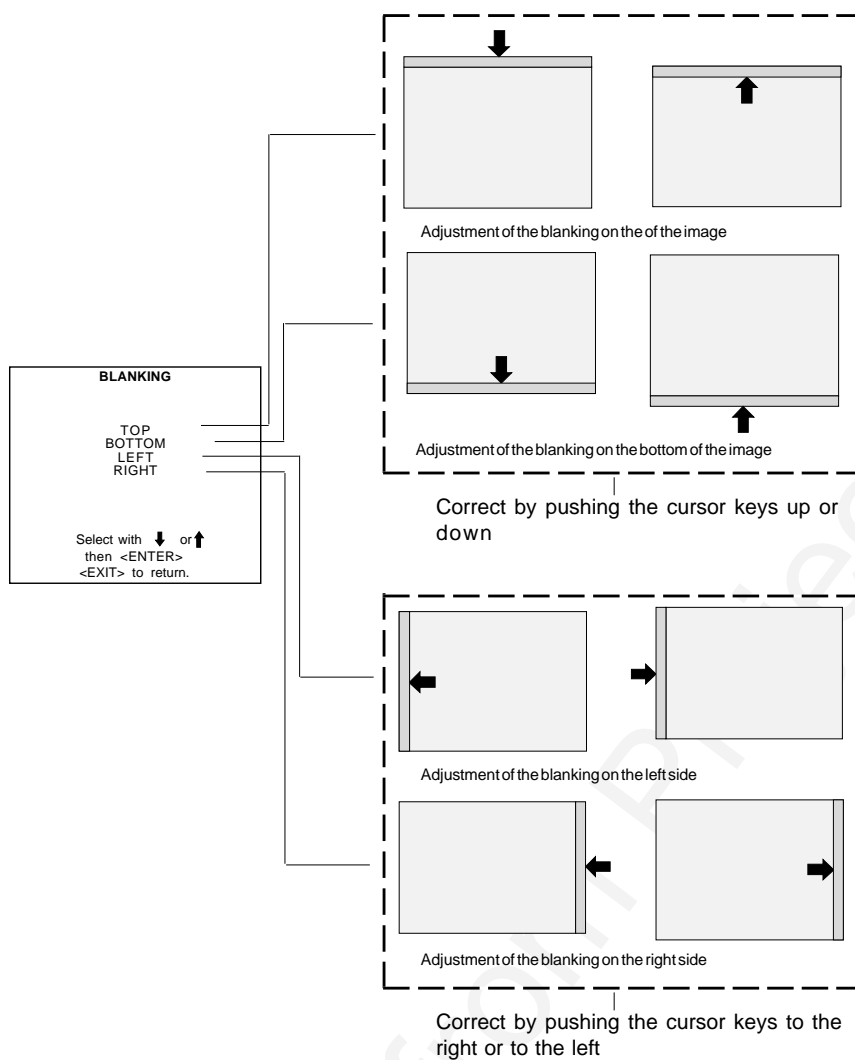 Adjustment of the blanking on the of the image
BLANKING
TOP
BOTTOM
LEFT
RIGHT
Select with or
then <ENTER>
<EXIT> to return.
Adjustment of the blanking on the bottom of the image
Correct by pushing the cursor keys up or
down
Adjustment of the blanking on the left side
Adjustment of the blanking on the right side
Correct by pushing the cursor keys to the
right or to the left